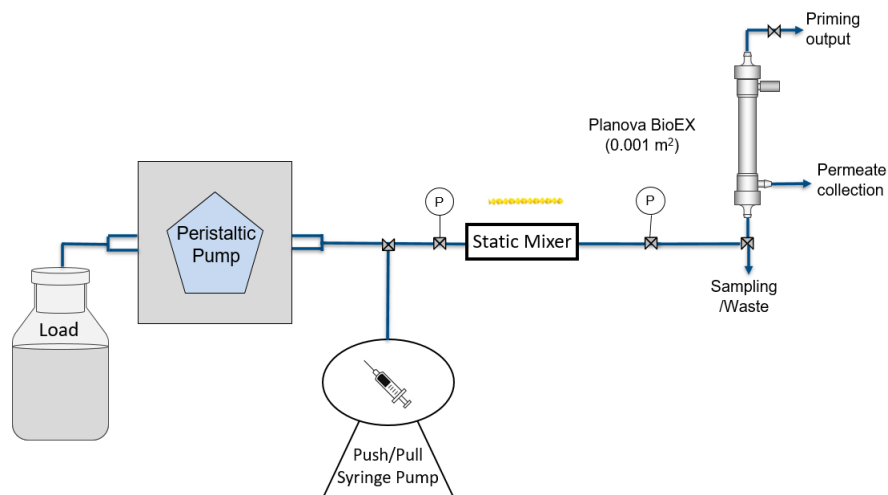 Priming
output
Planova BioEX
(0.001 m²)
Permeate
collection
Peristaltic
Pump
P
P
Static Mixer
Load
Sampling
/Waste
Push/Pull
Syringe Pump